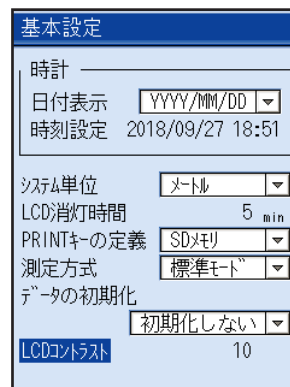 基本設定
時計
日付表示 YYYY/MM/DD
時刻設定 2018/09/27 18:51
システム単位 メートル
LCD消灯時間 5 min
PRINTキーの定義 SDメモリ
測定方式 標準モード
データの初期化
初期化しない
LCDコントラスト 10